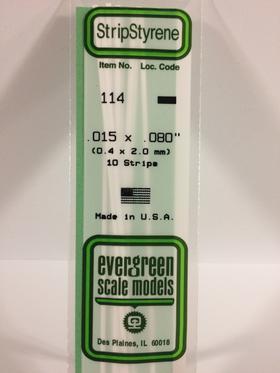 StripStyrene
Item No. Loc. Code
114
.015 x .080"
(0.4 x 2.0 mm)
10 Strips
Made in U.S.A.
evergreen
scale models
Des Plaines, IL 60018